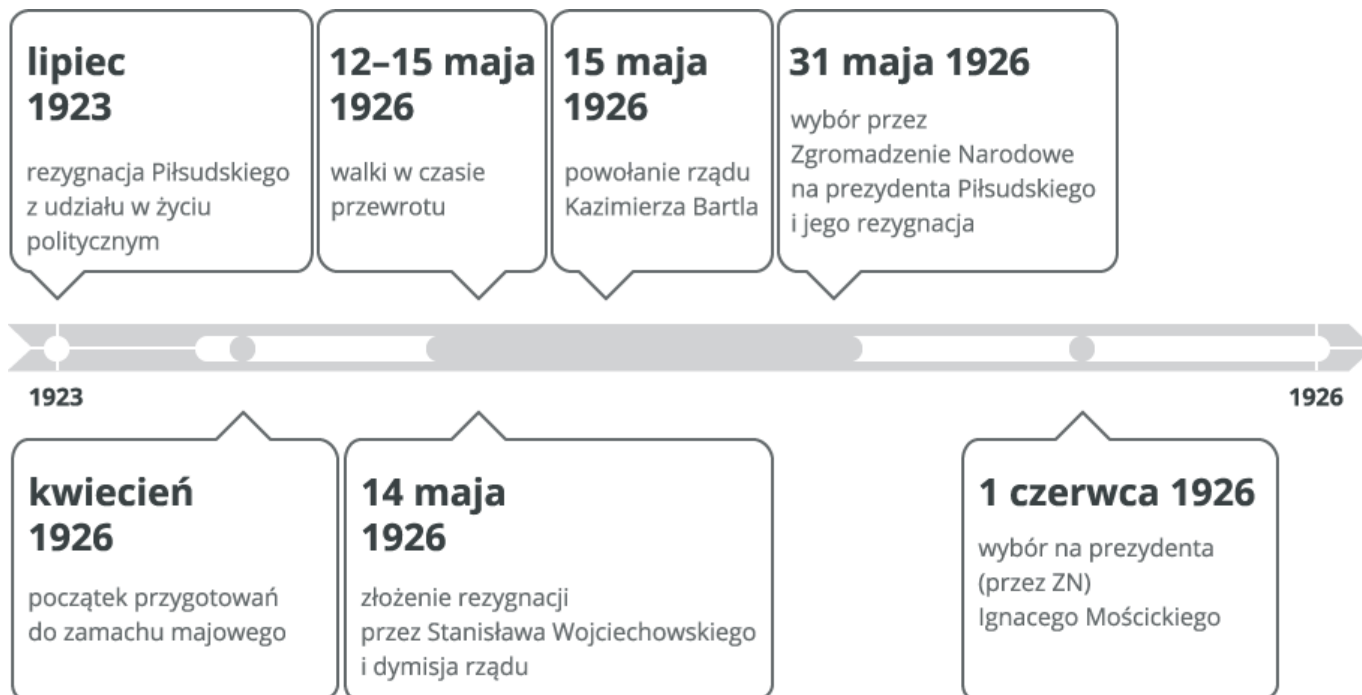 lipiec
1923
rezygnacja Piłsudskiego
z udziału w życiu
politycznym
12–15 maja
1926
walki w czasie
przewrotu
15 maja
1926
powołanie rządu
Kazimierza Bartla
31 maja 1926
wybór przez
Zgromadzenie Narodowe
na prezydenta Piłsudskiego
i jego rezygnacja
1923
1926
kwiecień
1926
początek przygotowań
do zamachu majowego
14 maja
1926
złożenie rezygnacji
przez Stanisława Wojciechowskiego
i dymisja rządu
1 czerwca 1926
wybór na prezydenta
(przez ZN)
Ignacego Mościckiego